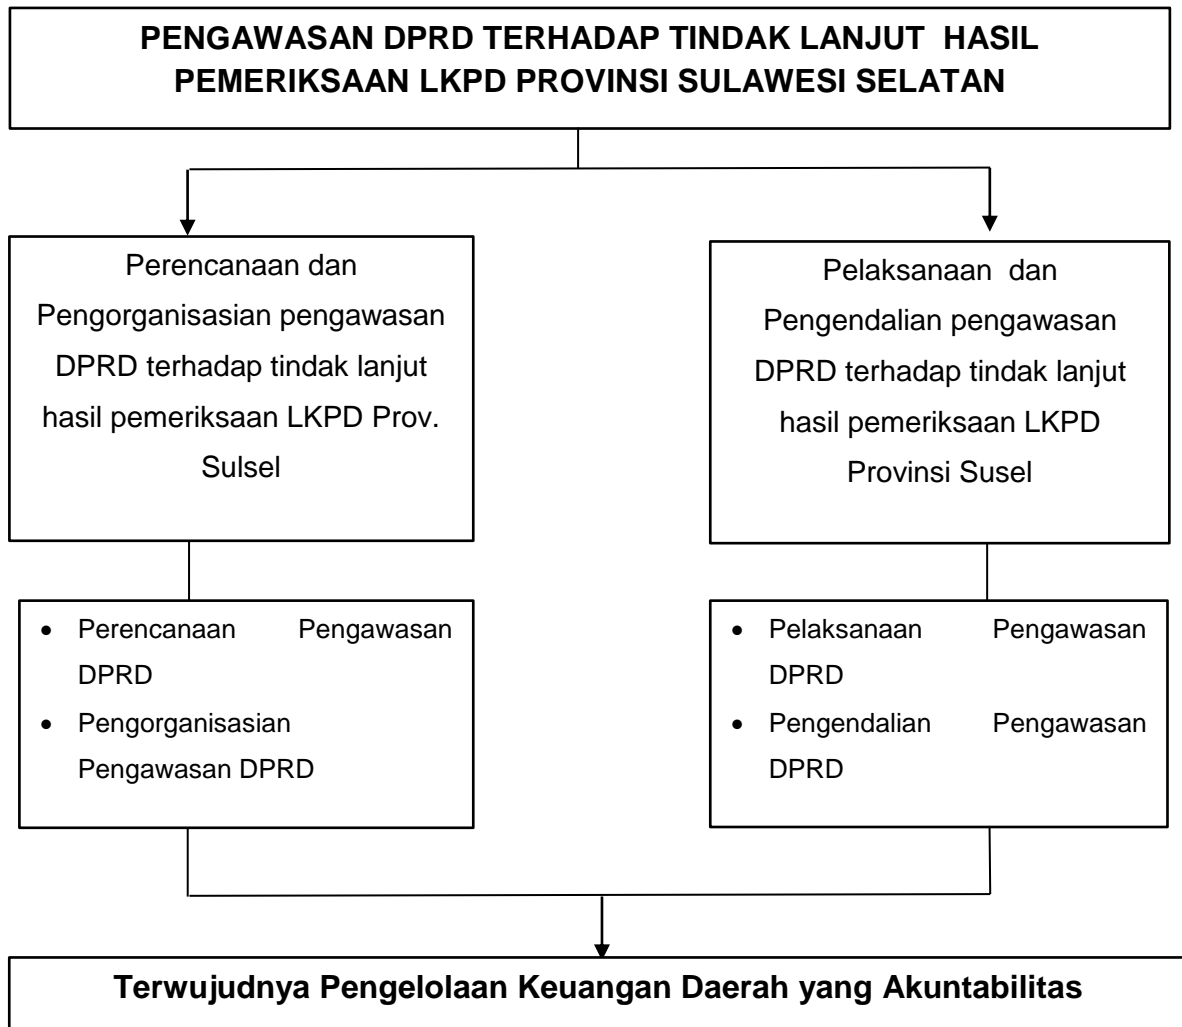 PENGAWASAN DPRD TERHADAP TINDAK LANJUT HASIL
PEMERIKSAAN LKPD PROVINSI SULAWESI SELATAN
Perencanaan dan
Pengorganisasian pengawasan
DPRD terhadap tindak lanjut
hasil pemeriksaan LKPD Prov.
Sulsel
Pelaksanaan dan
Pengendalian pengawasan
DPRD terhadap tindak lanjut
hasil pemeriksaan LKPD
Provinsi Susel
• Perencanaan Pengawasan
DPRD
• Pengorganisasian
Pengawasan DPRD
• Pelaksanaan Pengawasan
DPRD
• Pengendalian Pengawasan
DPRD
Terwujudnya Pengelolaan Keuangan Daerah yang Akuntabilitas